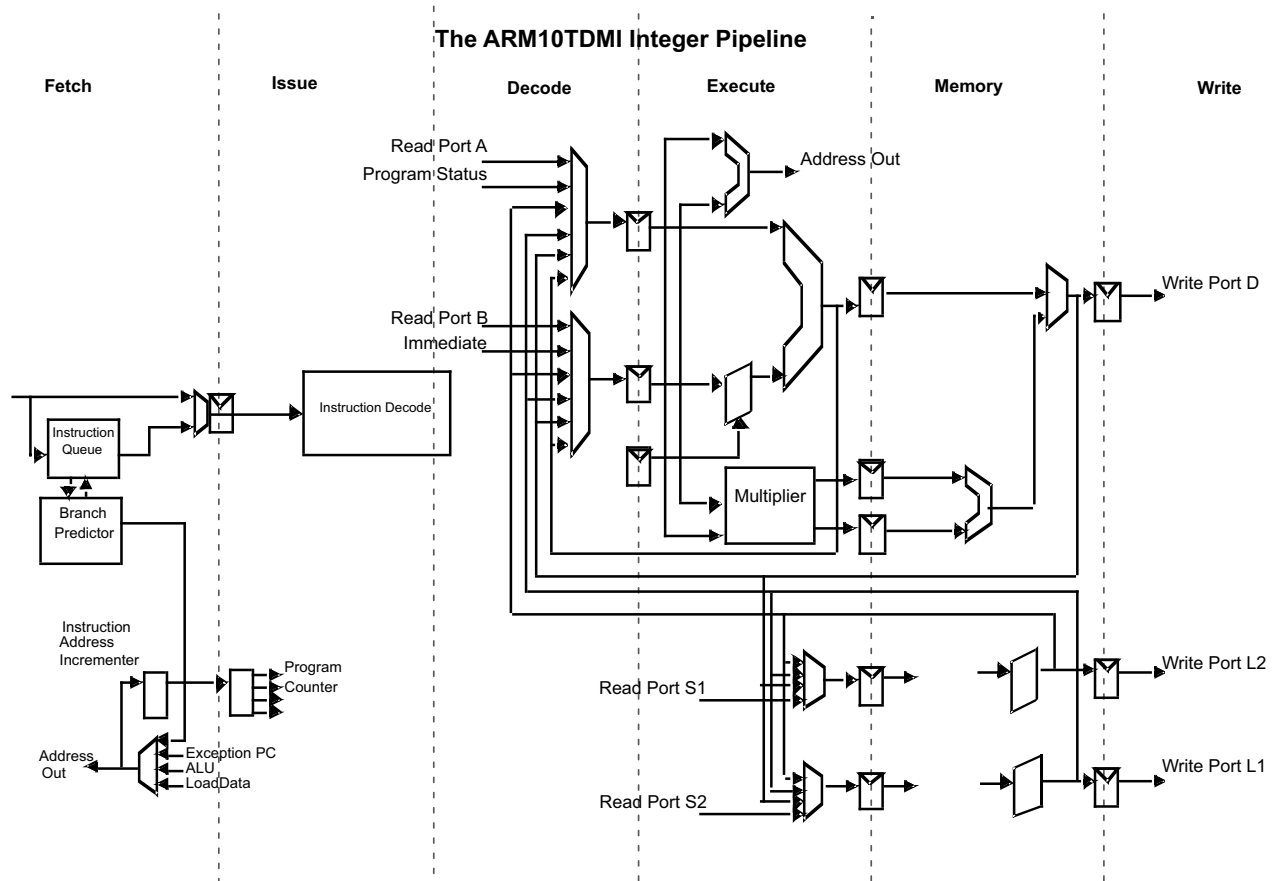 The ARM10TDMI Integer Pipeline
Fetch
Issue
Decode
Execute
Memory
Write
Read Port A
Program Status
Address Out
Read Port B
Immediate
Write Port D
Instruction Decode
Instruction
Queue
Branch
Predictor
Multiplier
Instruction
Address
Incrementer
Program
Counter
Read Port S1
Write Port L2
Address
Out
Exception PC
ALU
LoadData
Read Port S2
Write Port L1